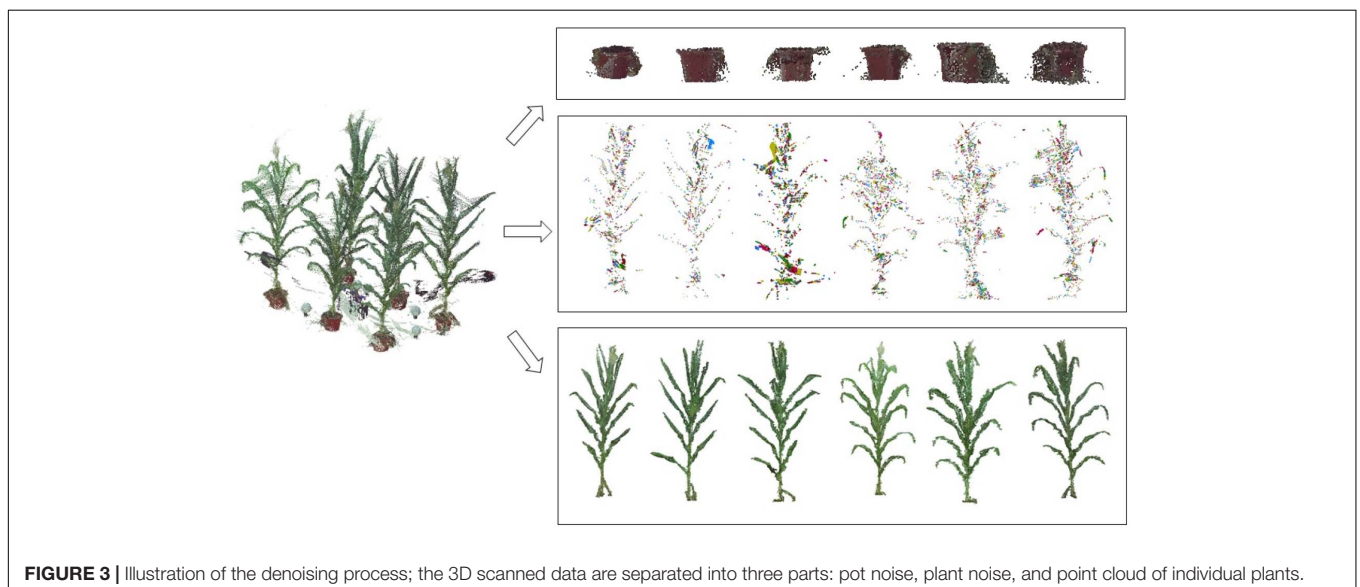 FIGURE 3 | Illustration of the denoising process; the 3D scanned data are separated into three parts: pot noise, plant noise, and point cloud of individual plants.